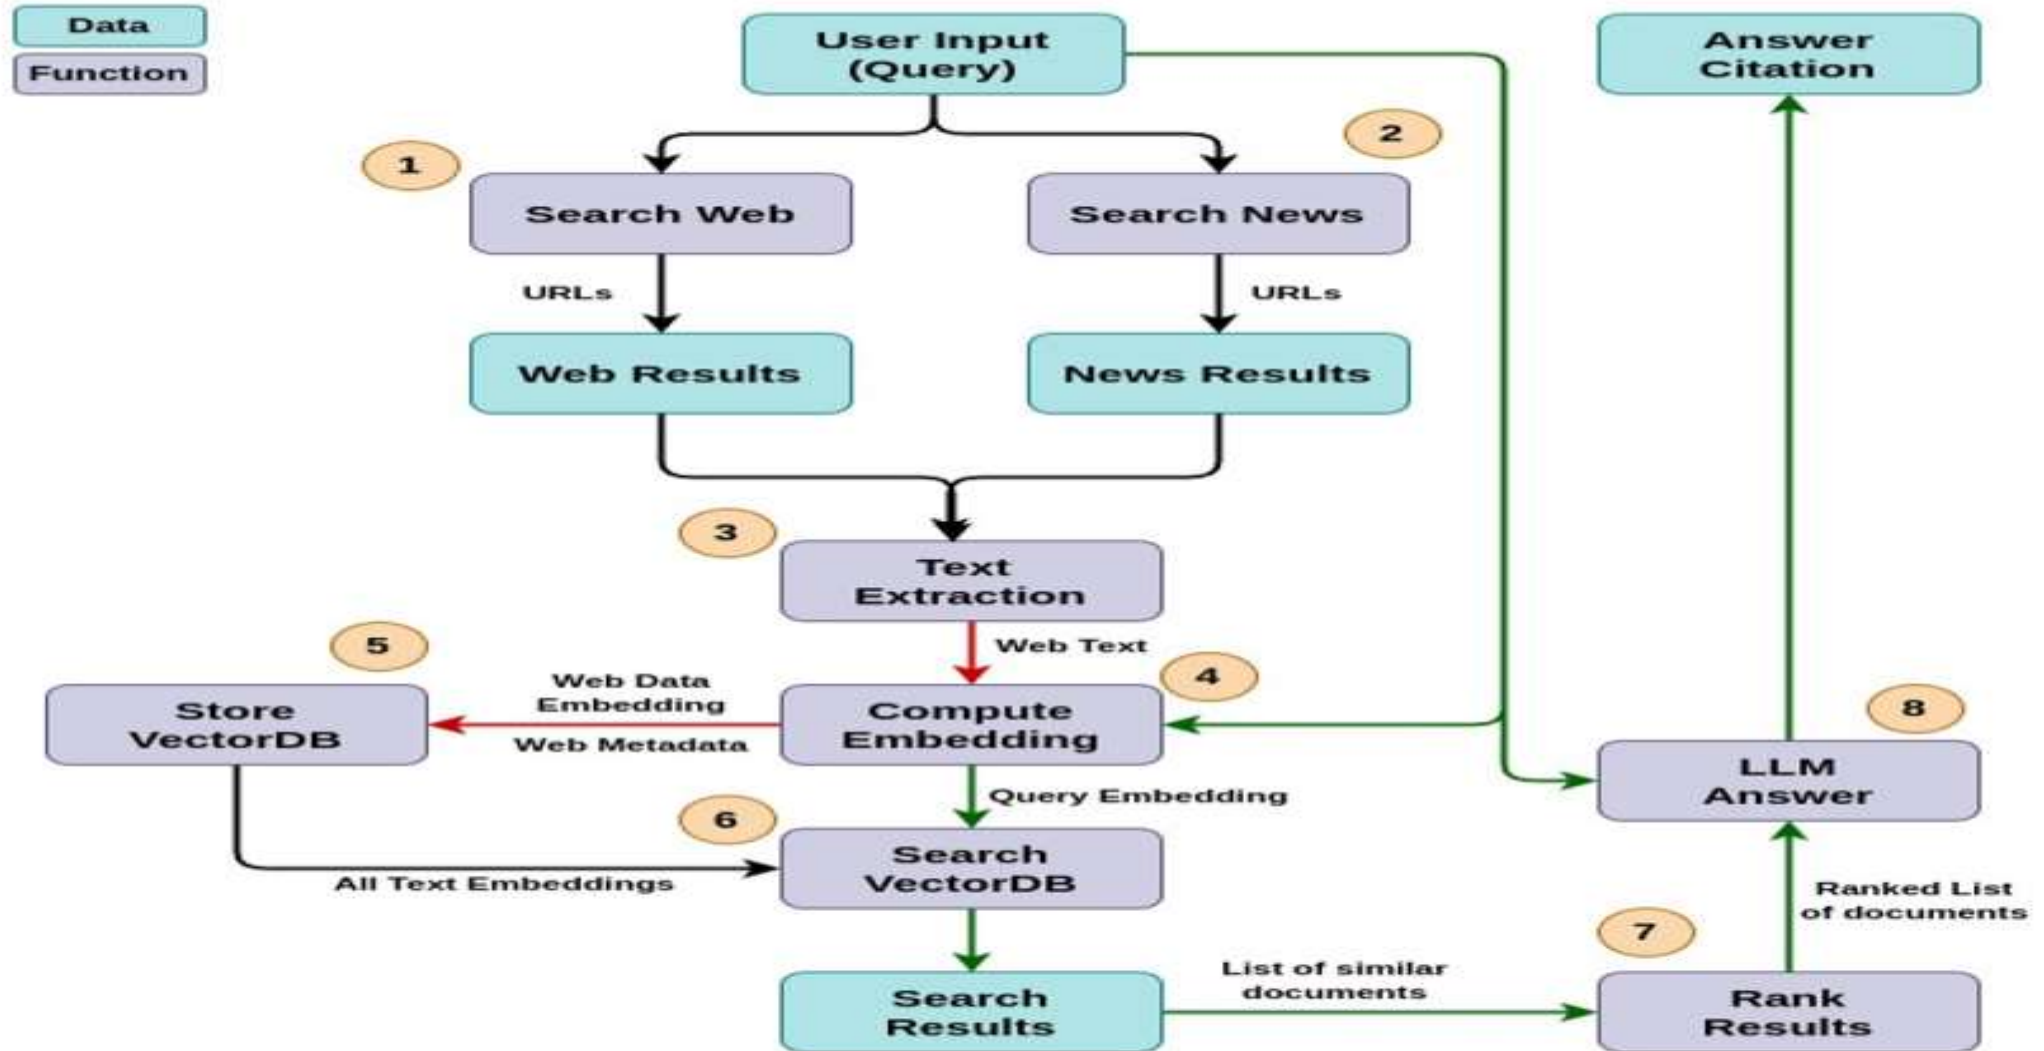 Data
Function
User Input
(Query)
Answer
Citation
1
2
Search Web
Search News
URLs
URLs
Web Results
News Results
3
Text
Extraction
Web Text
4
5
Web Data
Embedding
Web Metadata
Store
VectorDB
Compute
Embedding
8
LLM
Answer
Query Embedding
6
Search
VectorDB
All Text Embeddings
Ranked List
of documents
7
List of similar
documents
Search
Results
Rank
Results